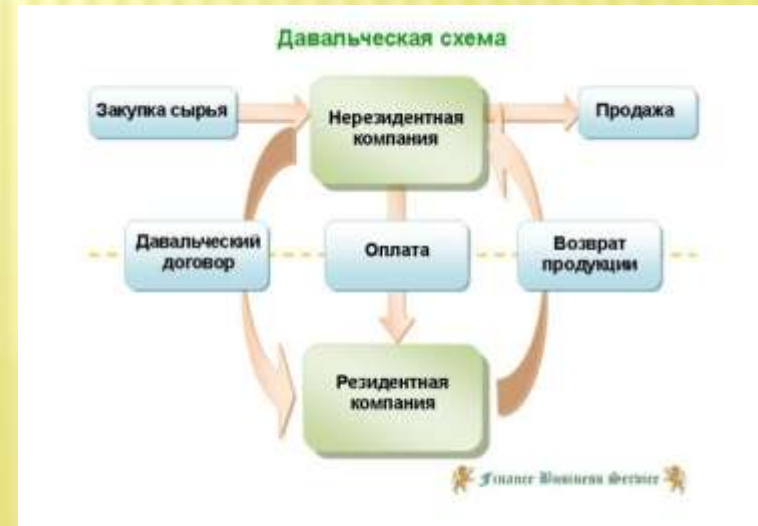 Давальческая схема
Закупка сырья
Нерезидентная
компания
Продажа
Давальческий
договор
Оплата
Возврат
продукции
Резидентная
компания
Finance Business Service